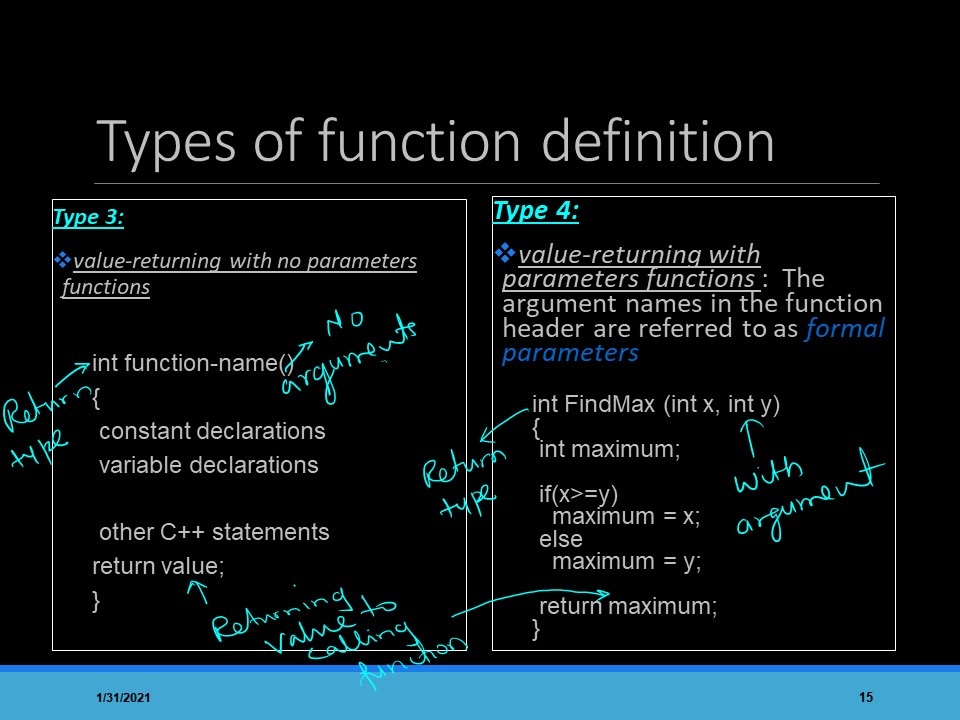 Types of function definition
Type 3:
❖value-returning with no parameters
functions
NO
arguments
int function-name()
Return
type
{
constant declarations
variable declarations
other C++ statements
return value;
}
Returning
value to
calling
function
Type 4:
❖value-returning with
parameters functions : The
argument names in the function
header are referred to as formal
parameters
int FindMax (int x, int y)
{
int maximum;
Return
type
with
argument
if(x>=y)
maximum = x;
else
maximum = y;
return maximum;
}
1/31/2021
15